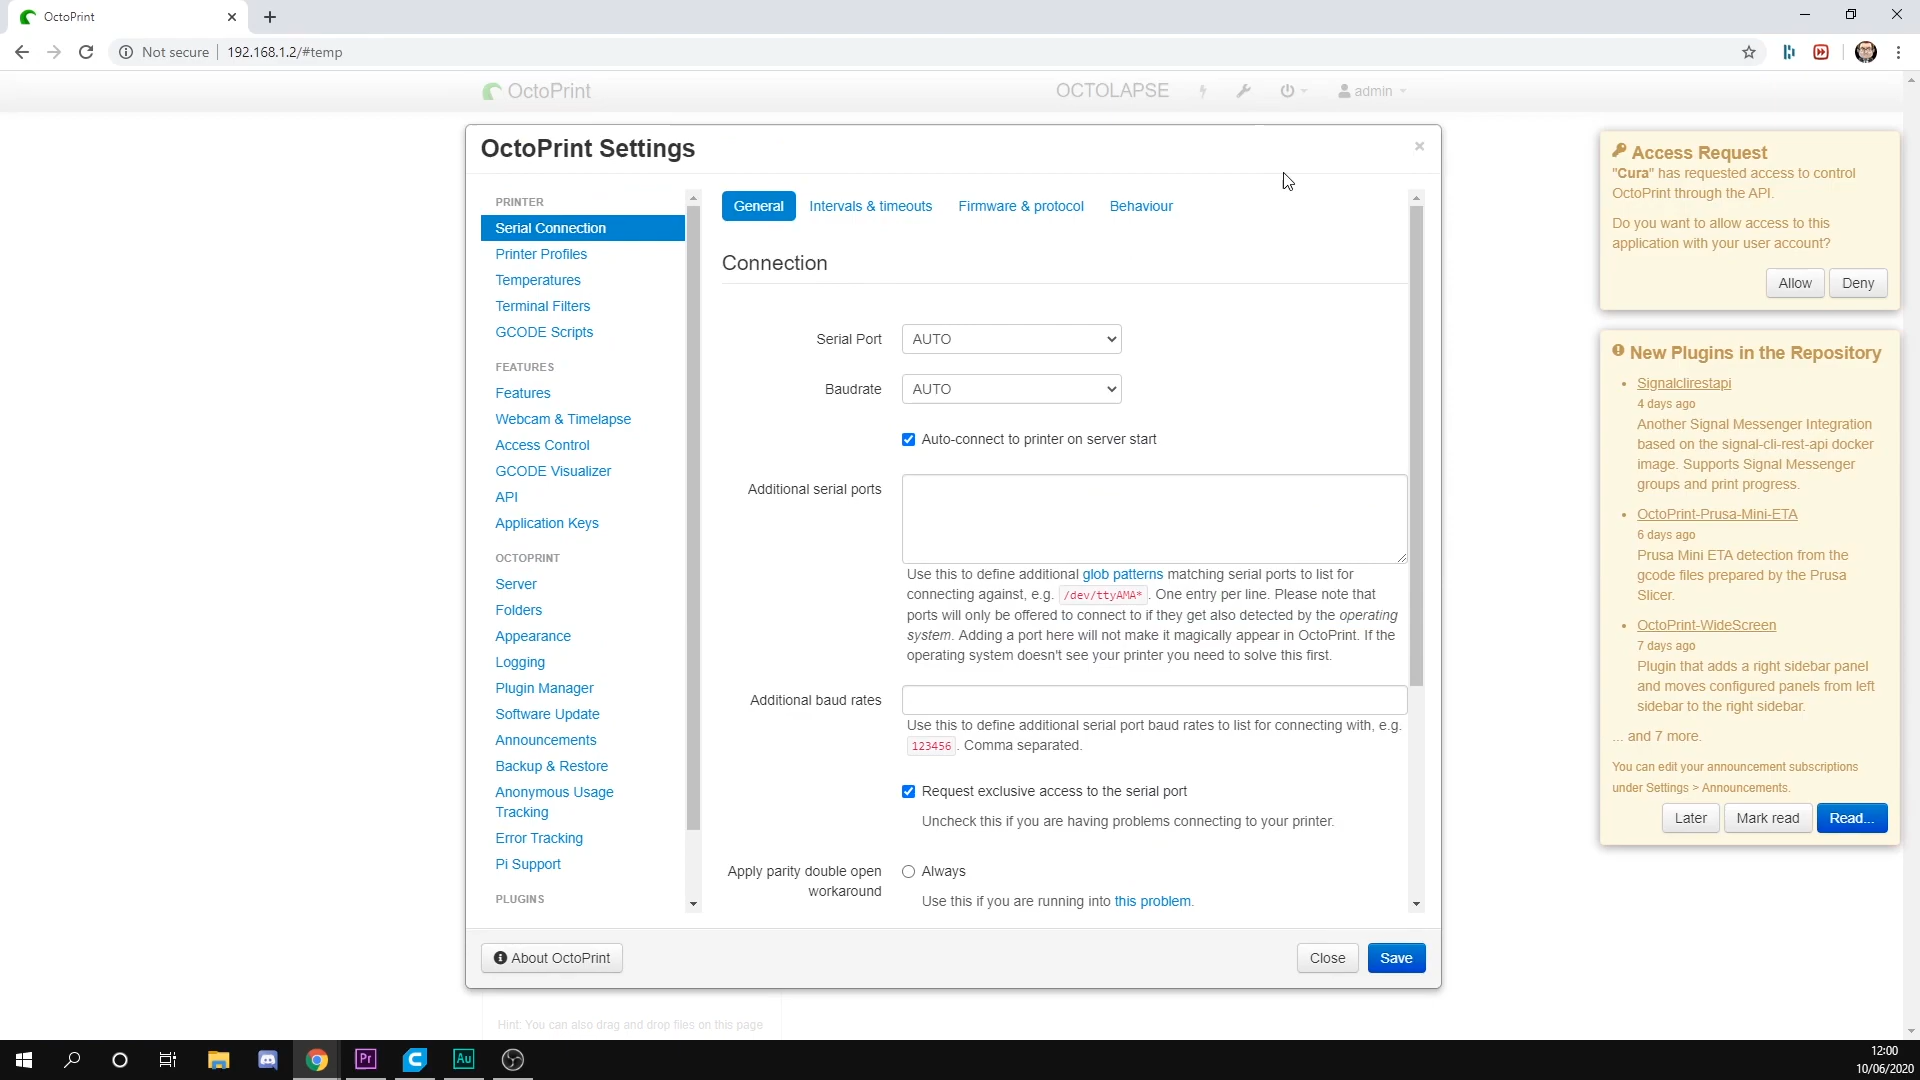 OctoPrint
Not secure
192.168.1.2/#temp
OctoPrint
OCTOLAPSE
admin
OctoPrint Settings
×
PRINTER
Serial Connection
Printer Profiles
Temperatures
Terminal Filters
GCODE Scripts
FEATURES
Features
Webcam & Timelapse
Access Control
GCODE Visualizer
API
Application Keys
OCTOPRINT
Server
Folders
Appearance
Logging
Plugin Manager
Software Update
Announcements
Backup & Restore
Anonymous Usage
Tracking
Error Tracking
Pi Support
PLUGINS
General
Intervals & timeouts
Firmware & protocol
Behaviour
Connection
Serial Port
AUTO
Baudrate
AUTO
Auto-connect to printer on server start
Additional serial ports
Use this to define additional glob patterns matching serial ports to list for
connecting against, e.g. /dev/ttyAMA* . One entry per line. Please note that
ports will only be offered to connect to if they get also detected by the operating
system. Adding a port here will not make it magically appear in OctoPrint. If the
operating system doesn't see your printer you need to solve this first.
Additional baud rates
Use this to define additional serial port baud rates to list for connecting with, e.g.
123456 . Comma separated.
Request exclusive access to the serial port
Uncheck this if you are having problems connecting to your printer.
Apply parity double open
workaround
Always
Use this if you are running into this problem.
About OctoPrint
Close
Save
Hint: You can also drag and drop files on this page
Access Request
"Cura" has requested access to control
OctoPrint through the API.
Do you want to allow access to this
application with your user account?
Allow
Deny
New Plugins in the Repository
• Signalclirestapi
4 days ago
Another Signal Messenger Integration
based on the signal-cli-rest-api docker
image. Supports Signal Messenger
groups and print progress.
• OctoPrint-Prusa-Mini-ETA
6 days ago
Prusa Mini ETA detection from the
gcode files prepared by the Prusa
Slicer.
• OctoPrint-WideScreen
7 days ago
Plugin that adds a right sidebar panel
and moves configured panels from left
sidebar to the right sidebar.
... and 7 more.
You can edit your announcement subscriptions
under Settings > Announcements.
Later
Mark read
Read...
Pr
Au
12:00
10/06/2020